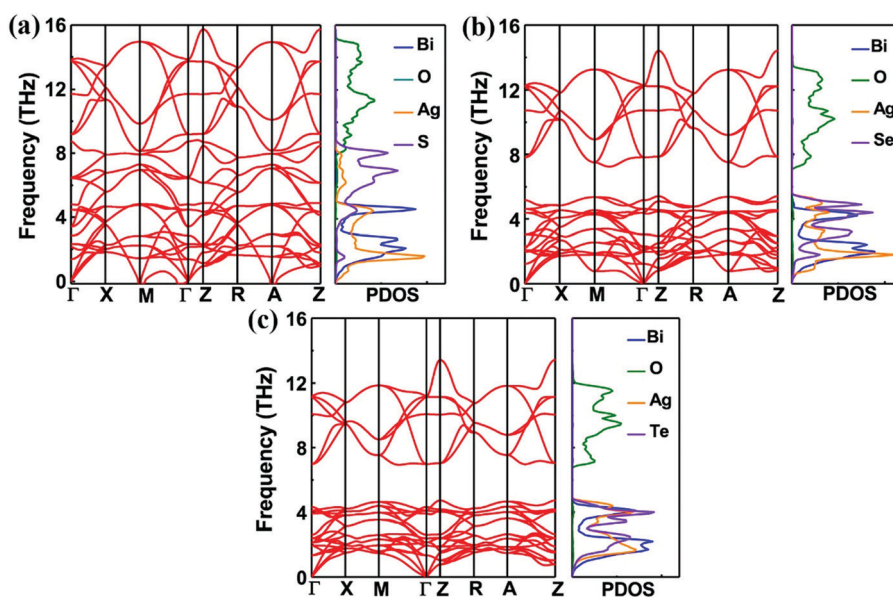 (a)
16
12
8
4
0
Frequency (THz)
Γ X M Γ Z R A Z
Bi
O
Ag
S
PDOS
(b)
16
12
8
4
0
Frequency (THz)
Γ X M Γ Z R A Z
Bi
O
Ag
Se
PDOS
(c)
16
12
8
4
0
Frequency (THz)
Γ X M Γ Z R A Z
Bi
O
Ag
Te
PDOS